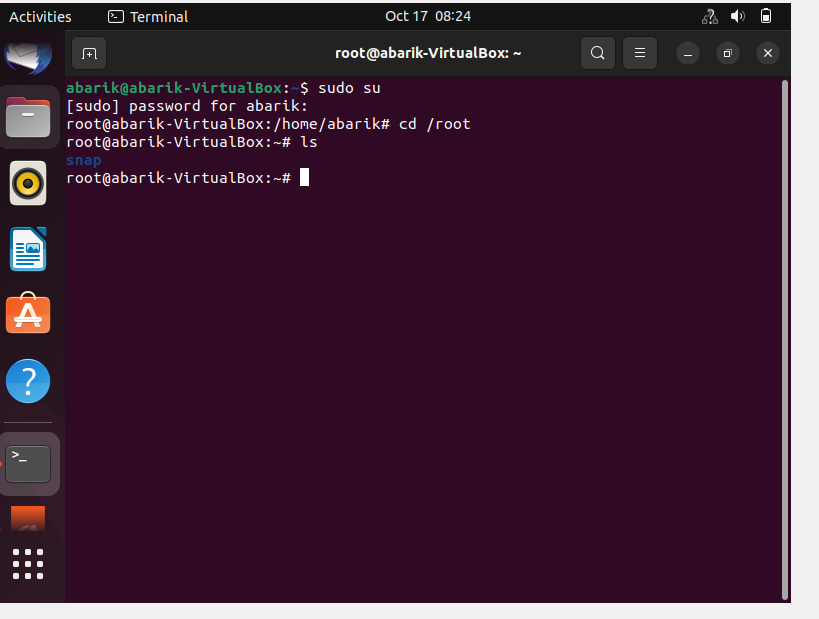 Activities
Terminal
Oct 17 08:24
root@abarik-VirtualBox: ~
abarik@abarik-VirtualBox:~$ sudo su
[sudo] password for abarik:
root@abarik-VirtualBox:/home/abarik# cd /root
root@abarik-VirtualBox:~# ls
snap
root@abarik-VirtualBox:~#